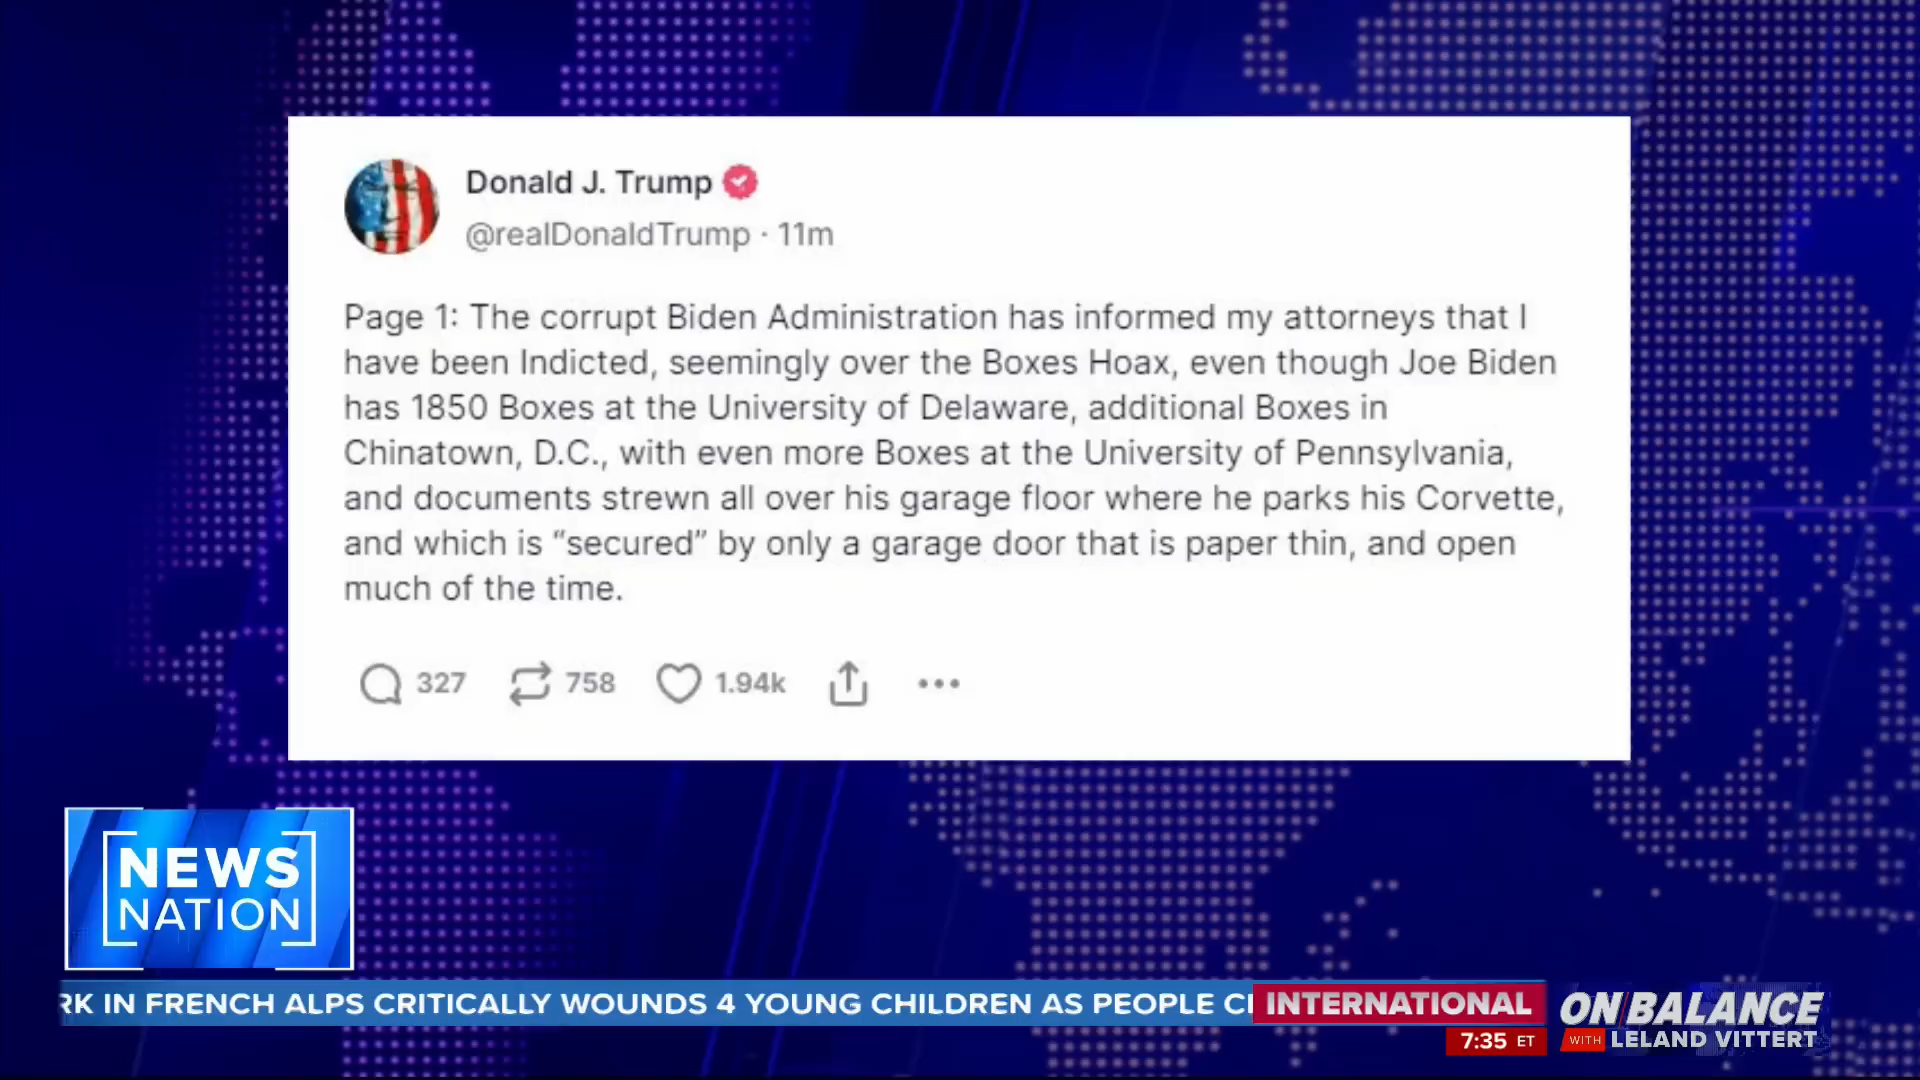 Donald J. Trump
@realDonaldTrump · 11m
Page 1: The corrupt Biden Administration has informed my attorneys that I
have been Indicted, seemingly over the Boxes Hoax, even though Joe Biden
has 1850 Boxes at the University of Delaware, additional Boxes in
Chinatown, D.C., with even more Boxes at the University of Pennsylvania,
and documents strewn all over his garage floor where he parks his Corvette,
and which is “secured” by only a garage door that is paper thin, and open
much of the time.
327 758 1.94k
NEWS
NATION
IN FRENCH ALPS CRITICALLY WOUNDS 4 YOUNG CHILDREN AS PEOPLE
INTERNATIONAL
7:35 ET
ON BALANCE
WITH LELAND VITTERT